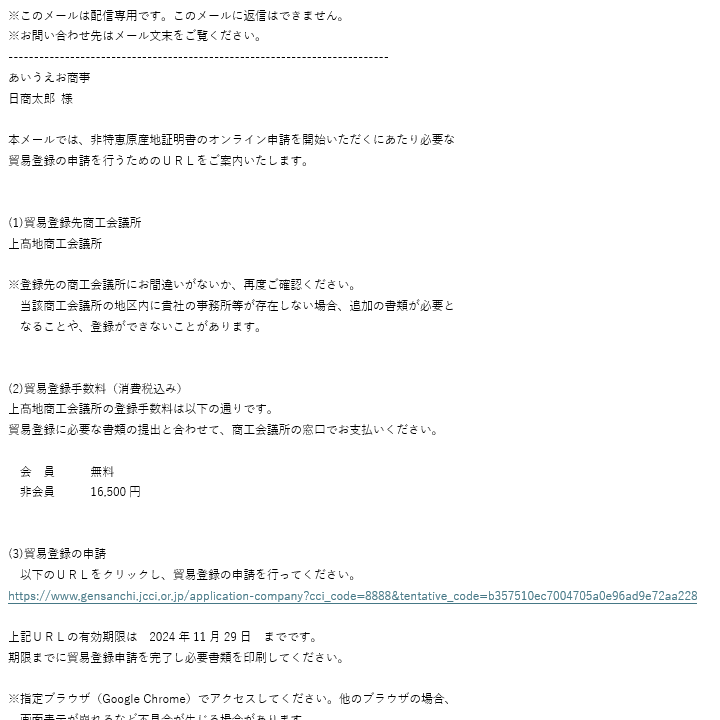 ※このメールは配信専用です。このメールに返信はできません。
※お問い合わせ先はメール文末をご覧ください。
--------------------------------------------------------------------------
あいうえお商事
日商太郎 様
本メールでは、非特恵原産地証明書のオンライン申請を開始いただくにあたり必要な
貿易登録の申請を行うためのＵＲＬをご案内いたします。
(1)貿易登録先商工会議所
上高地商工会議所
※登録先の商工会議所にお間違いがないか、再度ご確認ください。
当該商工会議所の地区内に貴社の事務所等が存在しない場合、追加の書類が必要と
なることや、登録ができないことがあります。
(2)貿易登録手数料（消費税込み）
上高地商工会議所の登録手数料は以下の通りです。
貿易登録に必要な書類の提出と合わせて、商工会議所の窓口でお支払いください。
会　員　　　無料
非会員　　　16,500 円
(3)貿易登録の申請
以下のＵＲＬをクリックし、貿易登録の申請を行ってください。
https://www.gensanchi.jcci.or.jp/application-company?cci_code=8888&tentative_code=b357510ec7004705a0e96ad9e72aa228
上記ＵＲＬの有効期限は　2024 年 11 月 29 日　までです。
期限までに貿易登録申請を完了し必要書類を印刷してください。
※指定ブラウザ（Google Chrome）でアクセスしてください。他のブラウザの場合、
画面表示が崩れるなど不具合が生じる場合があります。